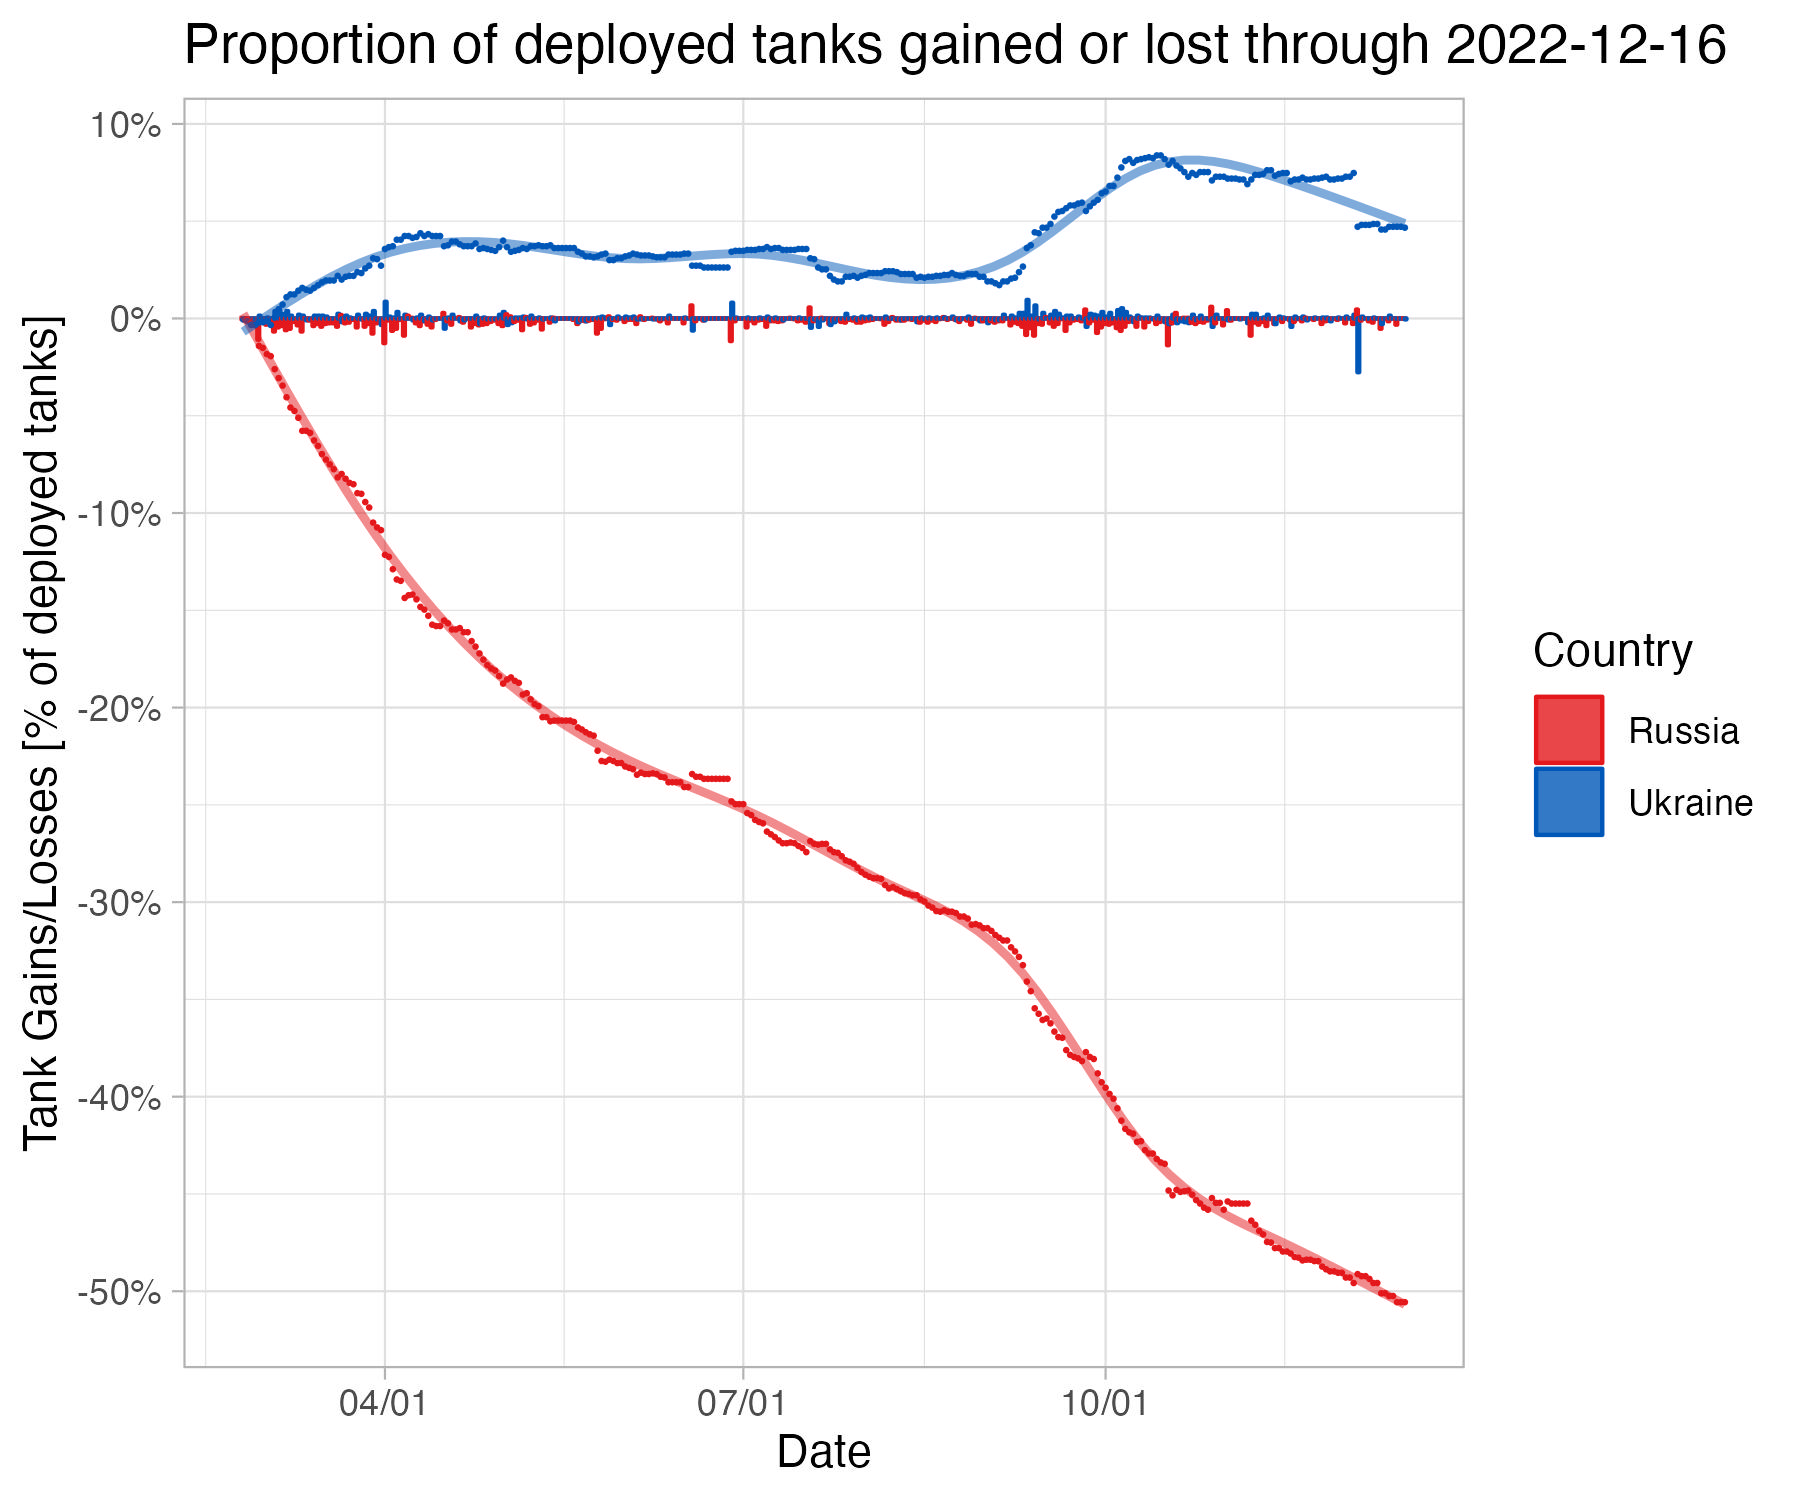 Proportion of deployed tanks gained or lost through 2022-12-16
Tank Gains/Losses [% of deployed tanks]
10%
0%
-10%
-20%
-30%
-40%
-50%
04/01
07/01
10/01
Date
Country
Russia
Ukraine